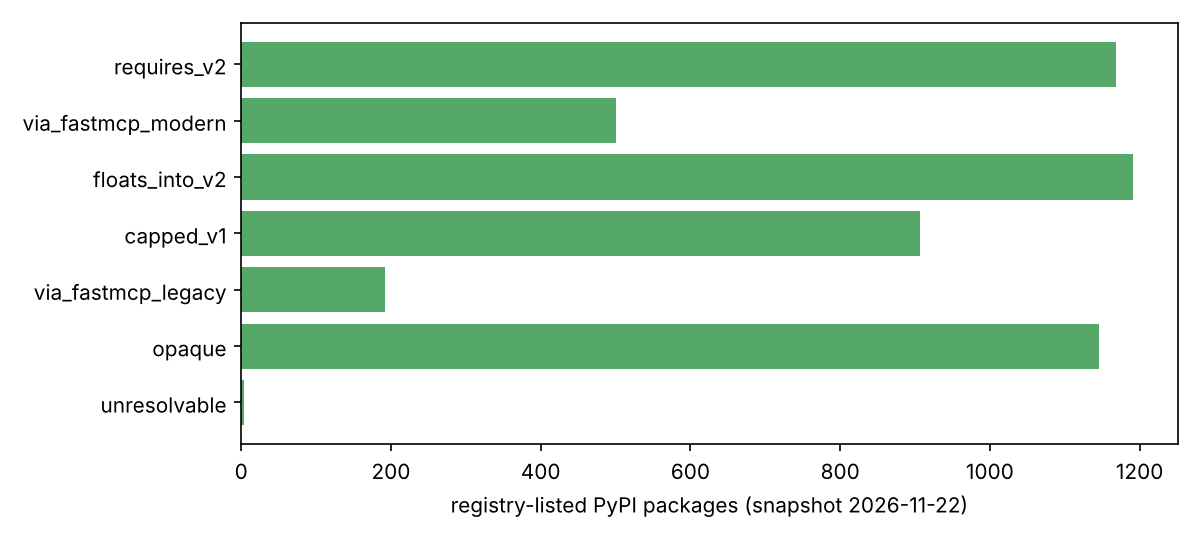 requires_v2
via_fastmcp_modern
floats_into_v2
capped_v1
via_fastmcp_legacy
opaque
unresolvable
0 200 400 600 800 1000 1200
registry-listed PyPI packages (snapshot 2026-11-22)